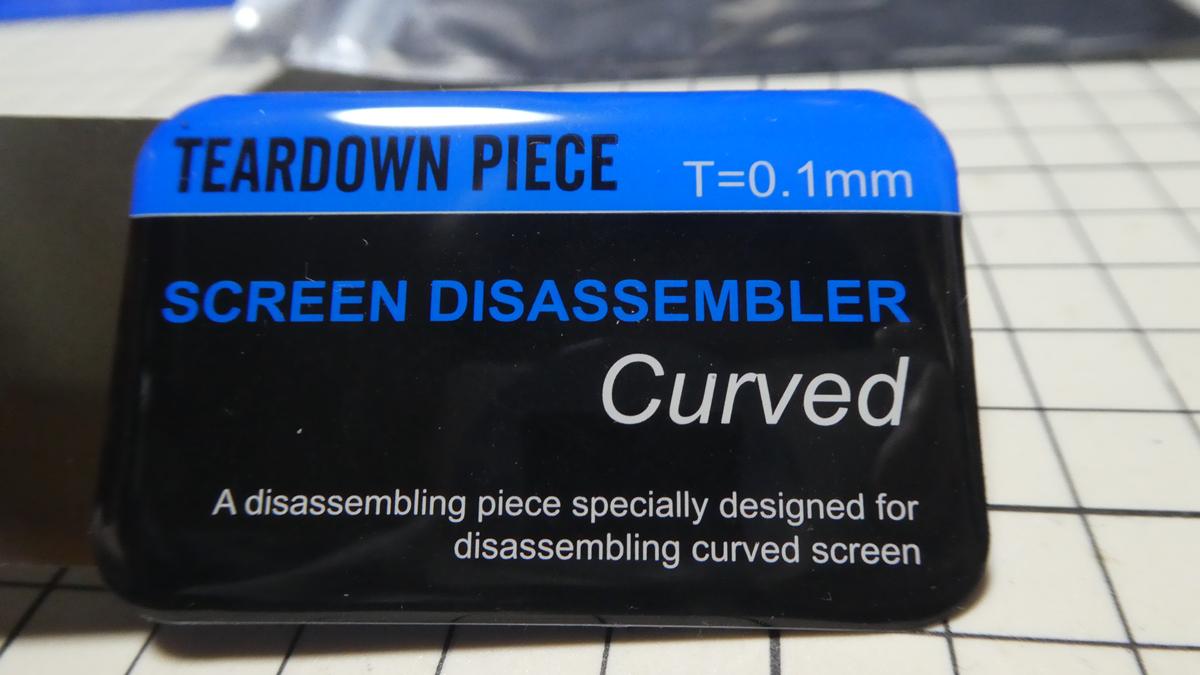 TEARDOWN PIECE T=0.1mm
SCREEN DISASSEMBLER
Curved
A disassembling piece specially designed for
disassembling curved screen